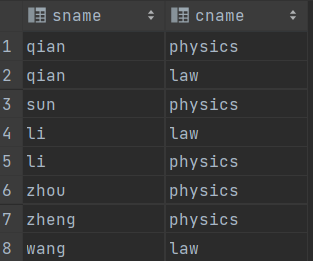 sname cname
1 qian physics
2 qian law
3 sun physics
4 li law
5 li physics
6 zhou physics
7 zheng physics
8 wang law